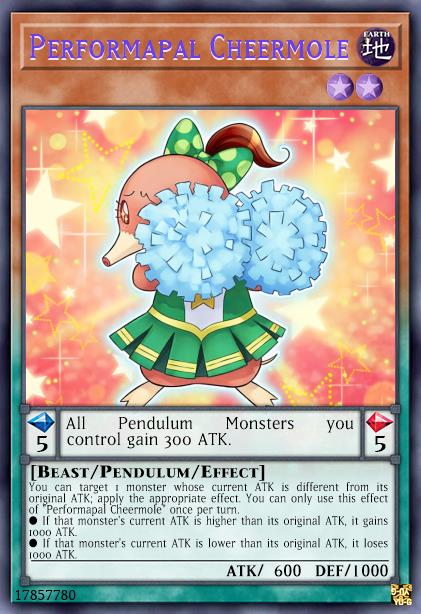 Performapal Cheermole
EARTH
地
All Pendulum Monsters you
control gain 300 ATK.
5
5
[Beast/Pendulum/Effect]
You can target 1 monster whose current ATK is different from its
original ATK; apply the appropriate effect. You can only use this effect
of "Performapal Cheermole" once per turn.
● If that monster's current ATK is higher than its original ATK, it gains
1000 ATK.
● If that monster's current ATK is lower than its original ATK, it loses
1000 ATK.
ATK/ 600 DEF/1000
17857780